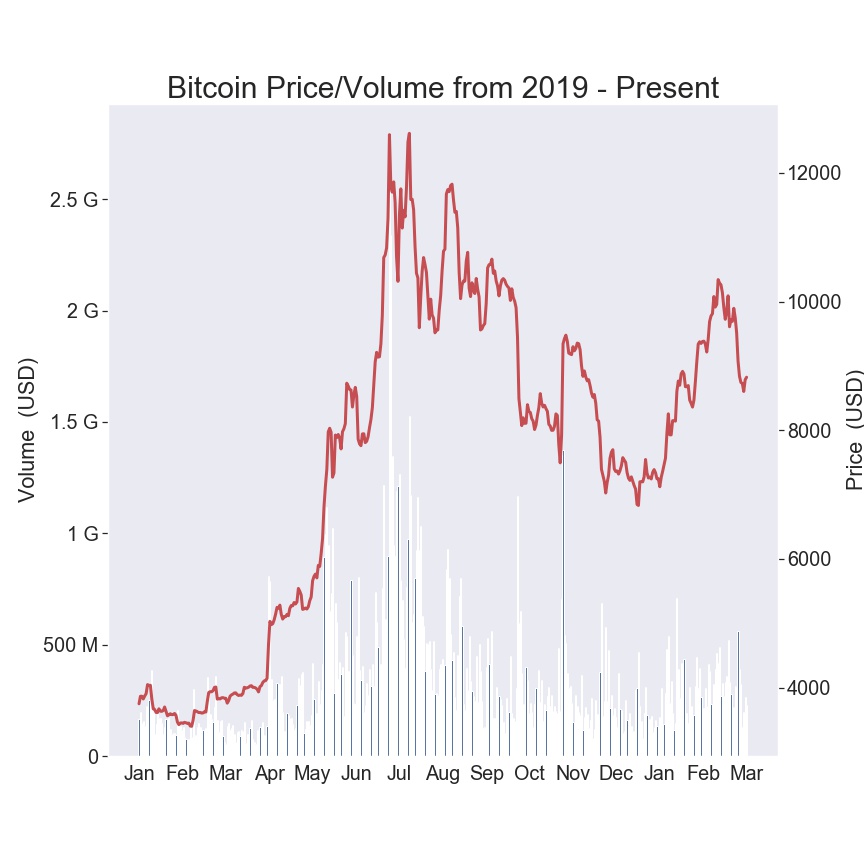 Bitcoin Price/Volume from 2019 - Present
Volume (USD)
2.5 G
2 G
1.5 G
1 G
500 M
0
12000
10000
8000
6000
4000
Price (USD)
Jan Feb Mar Apr May Jun Jul Aug Sep Oct Nov Dec Jan Feb Mar